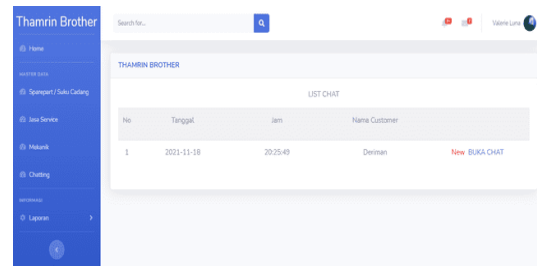 Thamrin Brother
Search for...
Valerie Luna
Home
MASTER DATA
Sparepart / Suku Cadang
Jasa Service
Mekanik
Chatting
INFORMASI
Laporan
THAMRIN BROTHER
LIST CHAT
No Tanggal Jam Nama Customer
1 2021-11-18 20:25:49 Deriman New BUKA CHAT